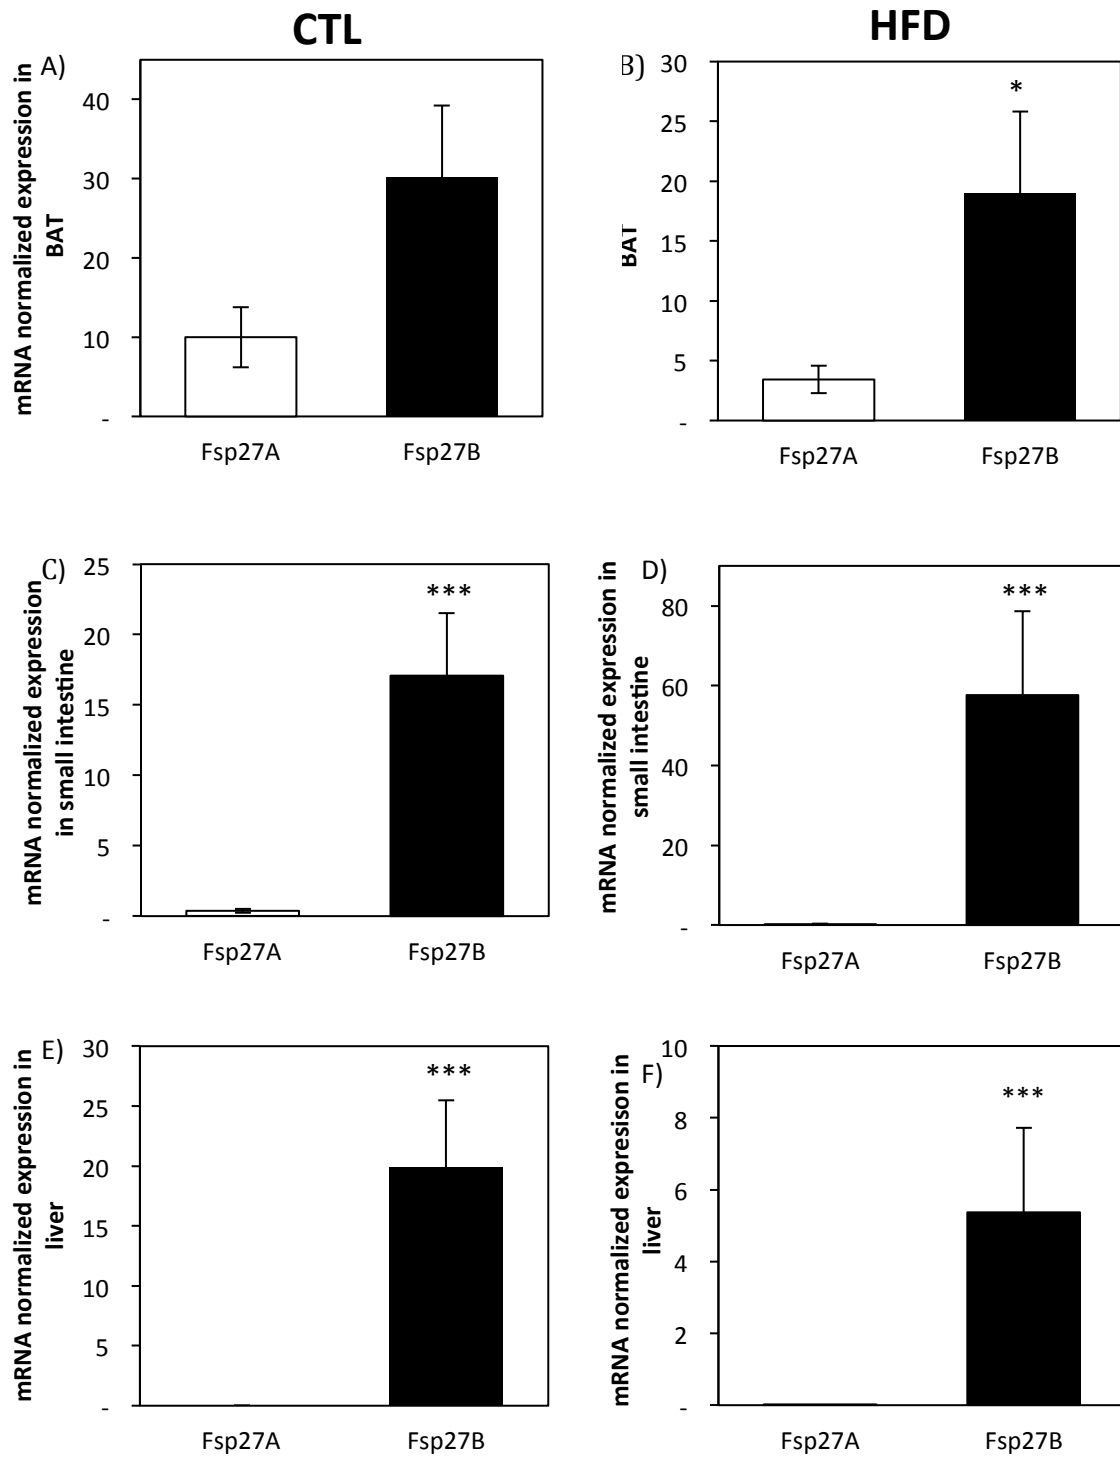 CTL
HFD
A)
mRNA normalized expression in
BAT
40
30
20
10
-
Fsp27A
Fsp27B
B)
BAT
30
25
20
15
10
5
-
*
Fsp27A
Fsp27B
C)
mRNA normalized expression
in small intestine
25
20
15
10
5
-
***
Fsp27A
Fsp27B
D)
mRNA normalized expression in
small intestine
80
60
40
20
-
***
Fsp27A
Fsp27B
E)
mRNA normalized expression in
liver
30
25
20
15
10
5
-
***
Fsp27A
Fsp27B
F)
mRNA normalized expresison in
liver
10
8
6
4
2
-
***
Fsp27A
Fsp27B